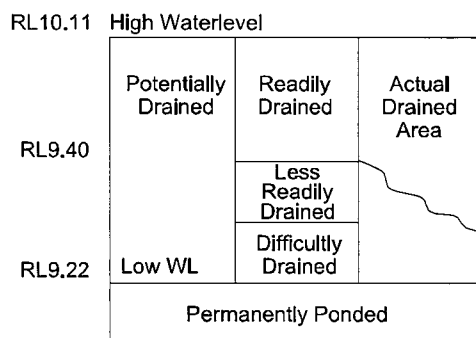 RL10.11 High Waterlevel
Potentially
Drained
Readily
Drained
Actual
Drained
Area
RL9.40
Less
Readily
Drained
Difficultly
Drained
RL9.22 Low WL
Permanently Ponded